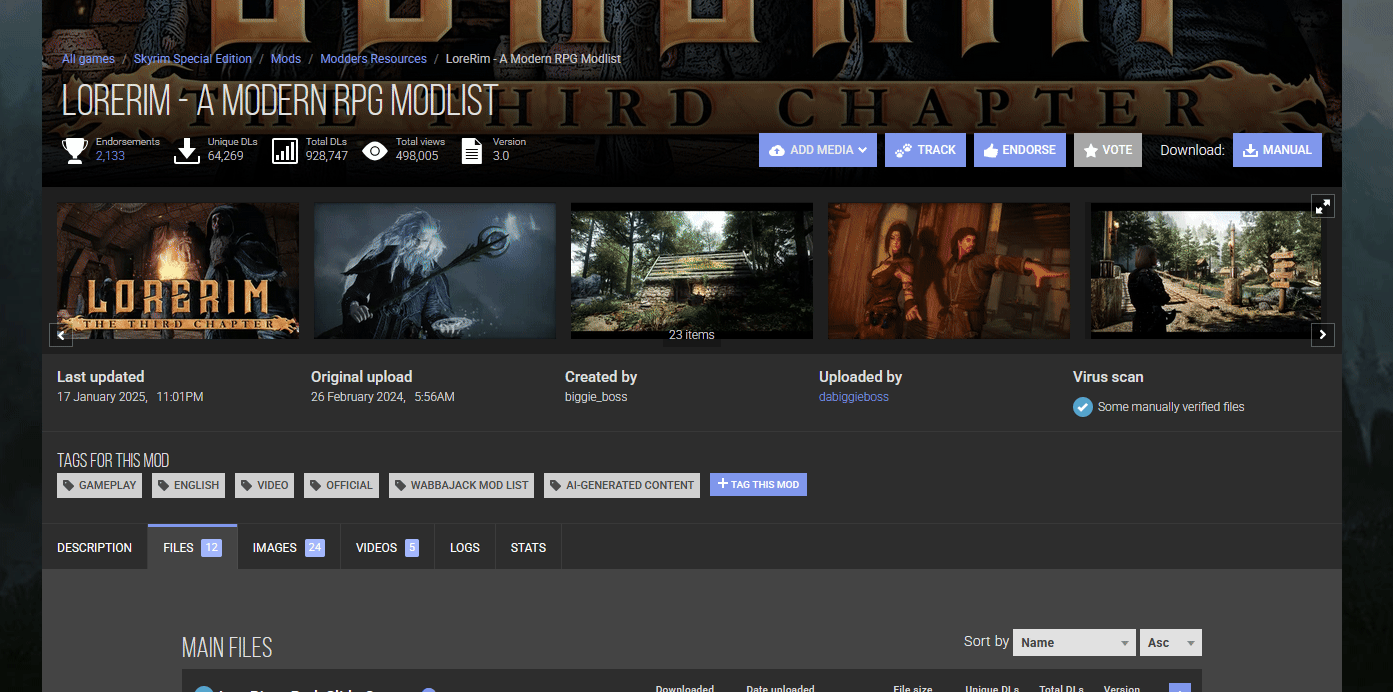 All games / Skyrim Special Edition / Mods / Modders Resources / LoreRim - A Modern RPG Modlist
LORERIM - A MODERN RPG MODLIST
THE THIRD CHAPTER
Endorsements
2,133
Unique DLs
64,269
Total DLs
928,747
Total views
498,005
Version
3.0
ADD MEDIA
TRACK
ENDORSE
VOTE
Download:
MANUAL
LORERIM
THE THIRD CHAPTER
23 items
Last updated
17 January 2025, 11:01PM
Original upload
26 February 2024, 5:56AM
Created by
biggie_boss
Uploaded by
dabiggieboss
Virus scan
Some manually verified files
TAGS FOR THIS MOD
GAMEPLAY
ENGLISH
VIDEO
OFFICIAL
WABBAJACK MOD LIST
AI-GENERATED CONTENT
+ TAG THIS MOD
DESCRIPTION
FILES 12
IMAGES 24
VIDEOS 5
LOGS
STATS
MAIN FILES
Sort by
Name
Asc
Downloaded
Date uploaded
File size
Unique DLs
Total DLs
Version